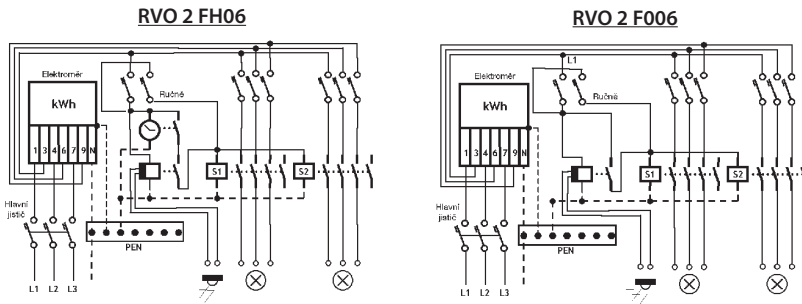 RVO 2 FH06
Elektroměr
kWh
Ručně
1 3 4 6 7 9 N
S1
S2
Hlavní
jistič
PEN
L1 L2 L3
RVO 2 F006
L1
Elektroměr
kWh
Ručně
1 3 4 6 7 9 N
S1
S2
Hlavní
jistič
PEN
L1 L2 L3